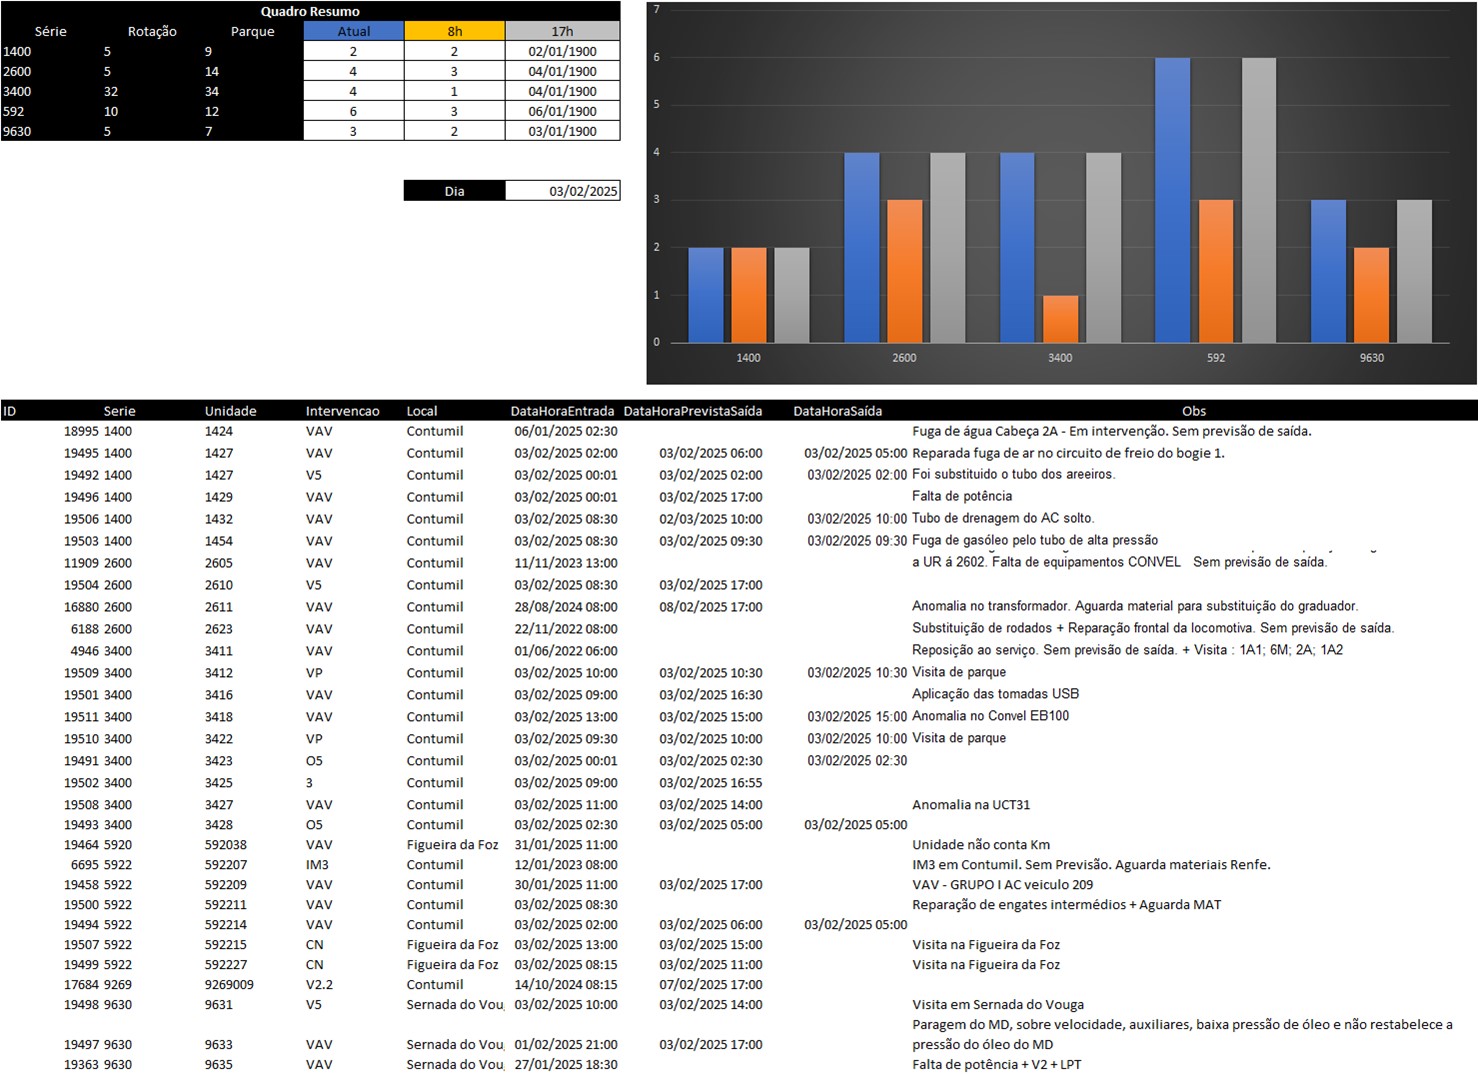 Quadro Resumo
Série Rotação Parque Atual 8h 17h
1400 5 9 2 2 02/01/1900
2600 5 14 4 3 04/01/1900
3400 32 34 4 1 04/01/1900
592 10 12 6 3 06/01/1900
9630 5 7 3 2 03/01/1900
Dia 03/02/2025
7
6
5
4
3
2
1
0
1400 2600 3400 592 9630
ID Serie Unidade Intervencao Local DataHoraEntrada DataHoraPrevistaSaída DataHoraSaída Obs
18995 1400 1424 VAV Contumil 06/01/2025 02:30 Fuga de água Cabeça 2A - Em intervenção. Sem previsão de saída.
19495 1400 1427 VAV Contumil 03/02/2025 02:00 03/02/2025 06:00 03/02/2025 05:00 Reparada fuga de ar no circuito de freio do bogie 1.
19492 1400 1427 V5 Contumil 03/02/2025 00:01 03/02/2025 02:00 03/02/2025 02:00 Foi substituido o tubo dos areeiros.
19496 1400 1429 VAV Contumil 03/02/2025 00:01 03/02/2025 17:00 Falta de potência
19506 1400 1432 VAV Contumil 03/02/2025 08:30 02/03/2025 10:00 03/02/2025 10:00 Tubo de drenagem do AC solto.
19503 1400 1454 VAV Contumil 03/02/2025 08:30 03/02/2025 09:30 03/02/2025 09:30 Fuga de gasóleo pelo tubo de alta pressão
11909 2600 2605 VAV Contumil 11/11/2023 13:00 a UR á 2602. Falta de equipamentos CONVEL Sem previsão de saída.
19504 2600 2610 V5 Contumil 03/02/2025 08:30 03/02/2025 17:00
16880 2600 2611 VAV Contumil 28/08/2024 08:00 08/02/2025 17:00 Anomalia no transformador. Aguarda material para substituição do graduador.
6188 2600 2623 VAV Contumil 22/11/2022 08:00 Substituição de rodados + Reparação frontal da locomotiva. Sem previsão de saída.
4946 3400 3411 VAV Contumil 01/06/2022 06:00 Reposição ao serviço. Sem previsão de saída. + Visita : 1A1; 6M; 2A; 1A2
19509 3400 3412 VP Contumil 03/02/2025 10:00 03/02/2025 10:30 03/02/2025 10:30 Visita de parque
19501 3400 3416 VAV Contumil 03/02/2025 09:00 03/02/2025 16:30 Aplicação das tomadas USB
19511 3400 3418 VAV Contumil 03/02/2025 13:00 03/02/2025 15:00 03/02/2025 15:00 Anomalia no Convel EB100
19510 3400 3422 VP Contumil 03/02/2025 09:30 03/02/2025 10:00 03/02/2025 10:00 Visita de parque
19491 3400 3423 O5 Contumil 03/02/2025 00:01 03/02/2025 02:30 03/02/2025 02:30
19502 3400 3425 3 Contumil 03/02/2025 09:00 03/02/2025 16:55
19508 3400 3427 VAV Contumil 03/02/2025 11:00 03/02/2025 14:00 Anomalia na UCT31
19493 3400 3428 O5 Contumil 03/02/2025 02:30 03/02/2025 05:00 03/02/2025 05:00
19464 5920 592038 VAV Figueira da Foz 31/01/2025 11:00 Unidade não conta Km
6695 5922 592207 IM3 Contumil 12/01/2023 08:00 IM3 em Contumil. Sem Previsão. Aguarda materiais Renfe.
19458 5922 592209 VAV Contumil 30/01/2025 11:00 03/02/2025 17:00 VAV - GRUPO I AC veiculo 209
19500 5922 592211 VAV Contumil 03/02/2025 08:30 Reparação de engates intermédios + Aguarda MAT
19494 5922 592214 VAV Contumil 03/02/2025 02:00 03/02/2025 06:00 03/02/2025 05:00
19507 5922 592215 CN Figueira da Foz 03/02/2025 13:00 03/02/2025 15:00 Visita na Figueira da Foz
19499 5922 592227 CN Figueira da Foz 03/02/2025 08:15 03/02/2025 11:00 Visita na Figueira da Foz
17684 9269 9269009 V2.2 Contumil 14/10/2024 08:15 07/02/2025 17:00
19498 9630 9631 V5 Sernada do Vou 03/02/2025 10:00 03/02/2025 14:00 Visita em Sernada do Vouga
Paragem do MD, sobre velocidade, auxiliares, baixa pressão de óleo e não restabelece a
19497 9630 9633 VAV Sernada do Vou 01/02/2025 21:00 03/02/2025 17:00 pressão do óleo do MD
19363 9630 9635 VAV Sernada do Vou 27/01/2025 18:30 Falta de potência + V2 + LPT